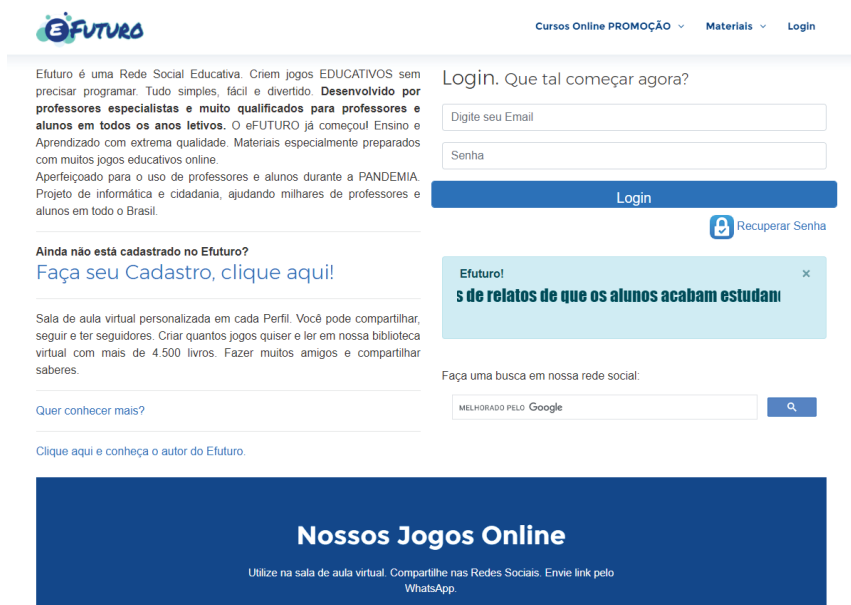 EFUTURO
Cursos Online PROMOÇÃO
Materiais
Login
Efuturo é uma Rede Social Educativa. Criem jogos EDUCATIVOS sem
precisar programar. Tudo simples, fácil e divertido. Desenvolvido por
professores especialistas e muito qualificados para professores e
alunos em todos os anos letivos. O eFUTURO já começou! Ensino e
Aprendizado com extrema qualidade. Materiais especialmente preparados
com muitos jogos educativos online.
Aperfeiçoado para o uso de professores e alunos durante a PANDEMIA.
Projeto de informática e cidadania, ajudando milhares de professores e
alunos em todo o Brasil.
Ainda não está cadastrado no Efuturo?
Faça seu Cadastro, clique aqui!
Sala de aula virtual personalizada em cada Perfil. Você pode compartilhar,
seguir e ter seguidores. Criar quantos jogos quiser e ler em nossa biblioteca
virtual com mais de 4.500 livros. Fazer muitos amigos e compartilhar
saberes.
Quer conhecer mais?
Clique aqui e conheça o autor do Efuturo.
Login. Que tal começar agora?
Digite seu Email
Senha
Login
Recuperar Senha
Efuturo! ×
s de relatos de que os alunos acabam estudan
Faça uma busca em nossa rede social:
MELHORADO PELO Google
Nossos Jogos Online
Utilize na sala de aula virtual. Compartilhe nas Redes Sociais. Envie link pelo
WhatsApp.